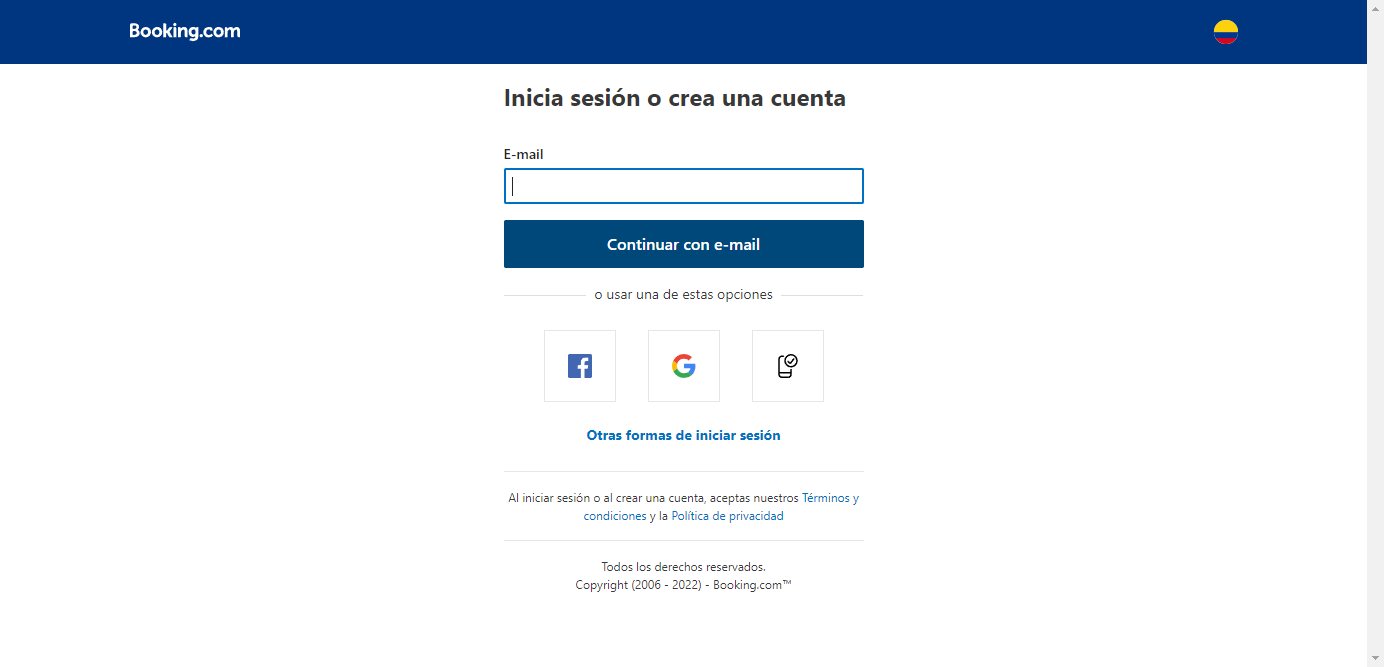 Booking.com
Inicia sesión o crea una cuenta
E-mail
Continuar con e-mail
o usar una de estas opciones
Otras formas de iniciar sesión
Al iniciar sesión o al crear una cuenta, aceptas nuestros Términos y
condiciones y la Política de privacidad
Todos los derechos reservados.
Copyright (2006 - 2022) - Booking.com™